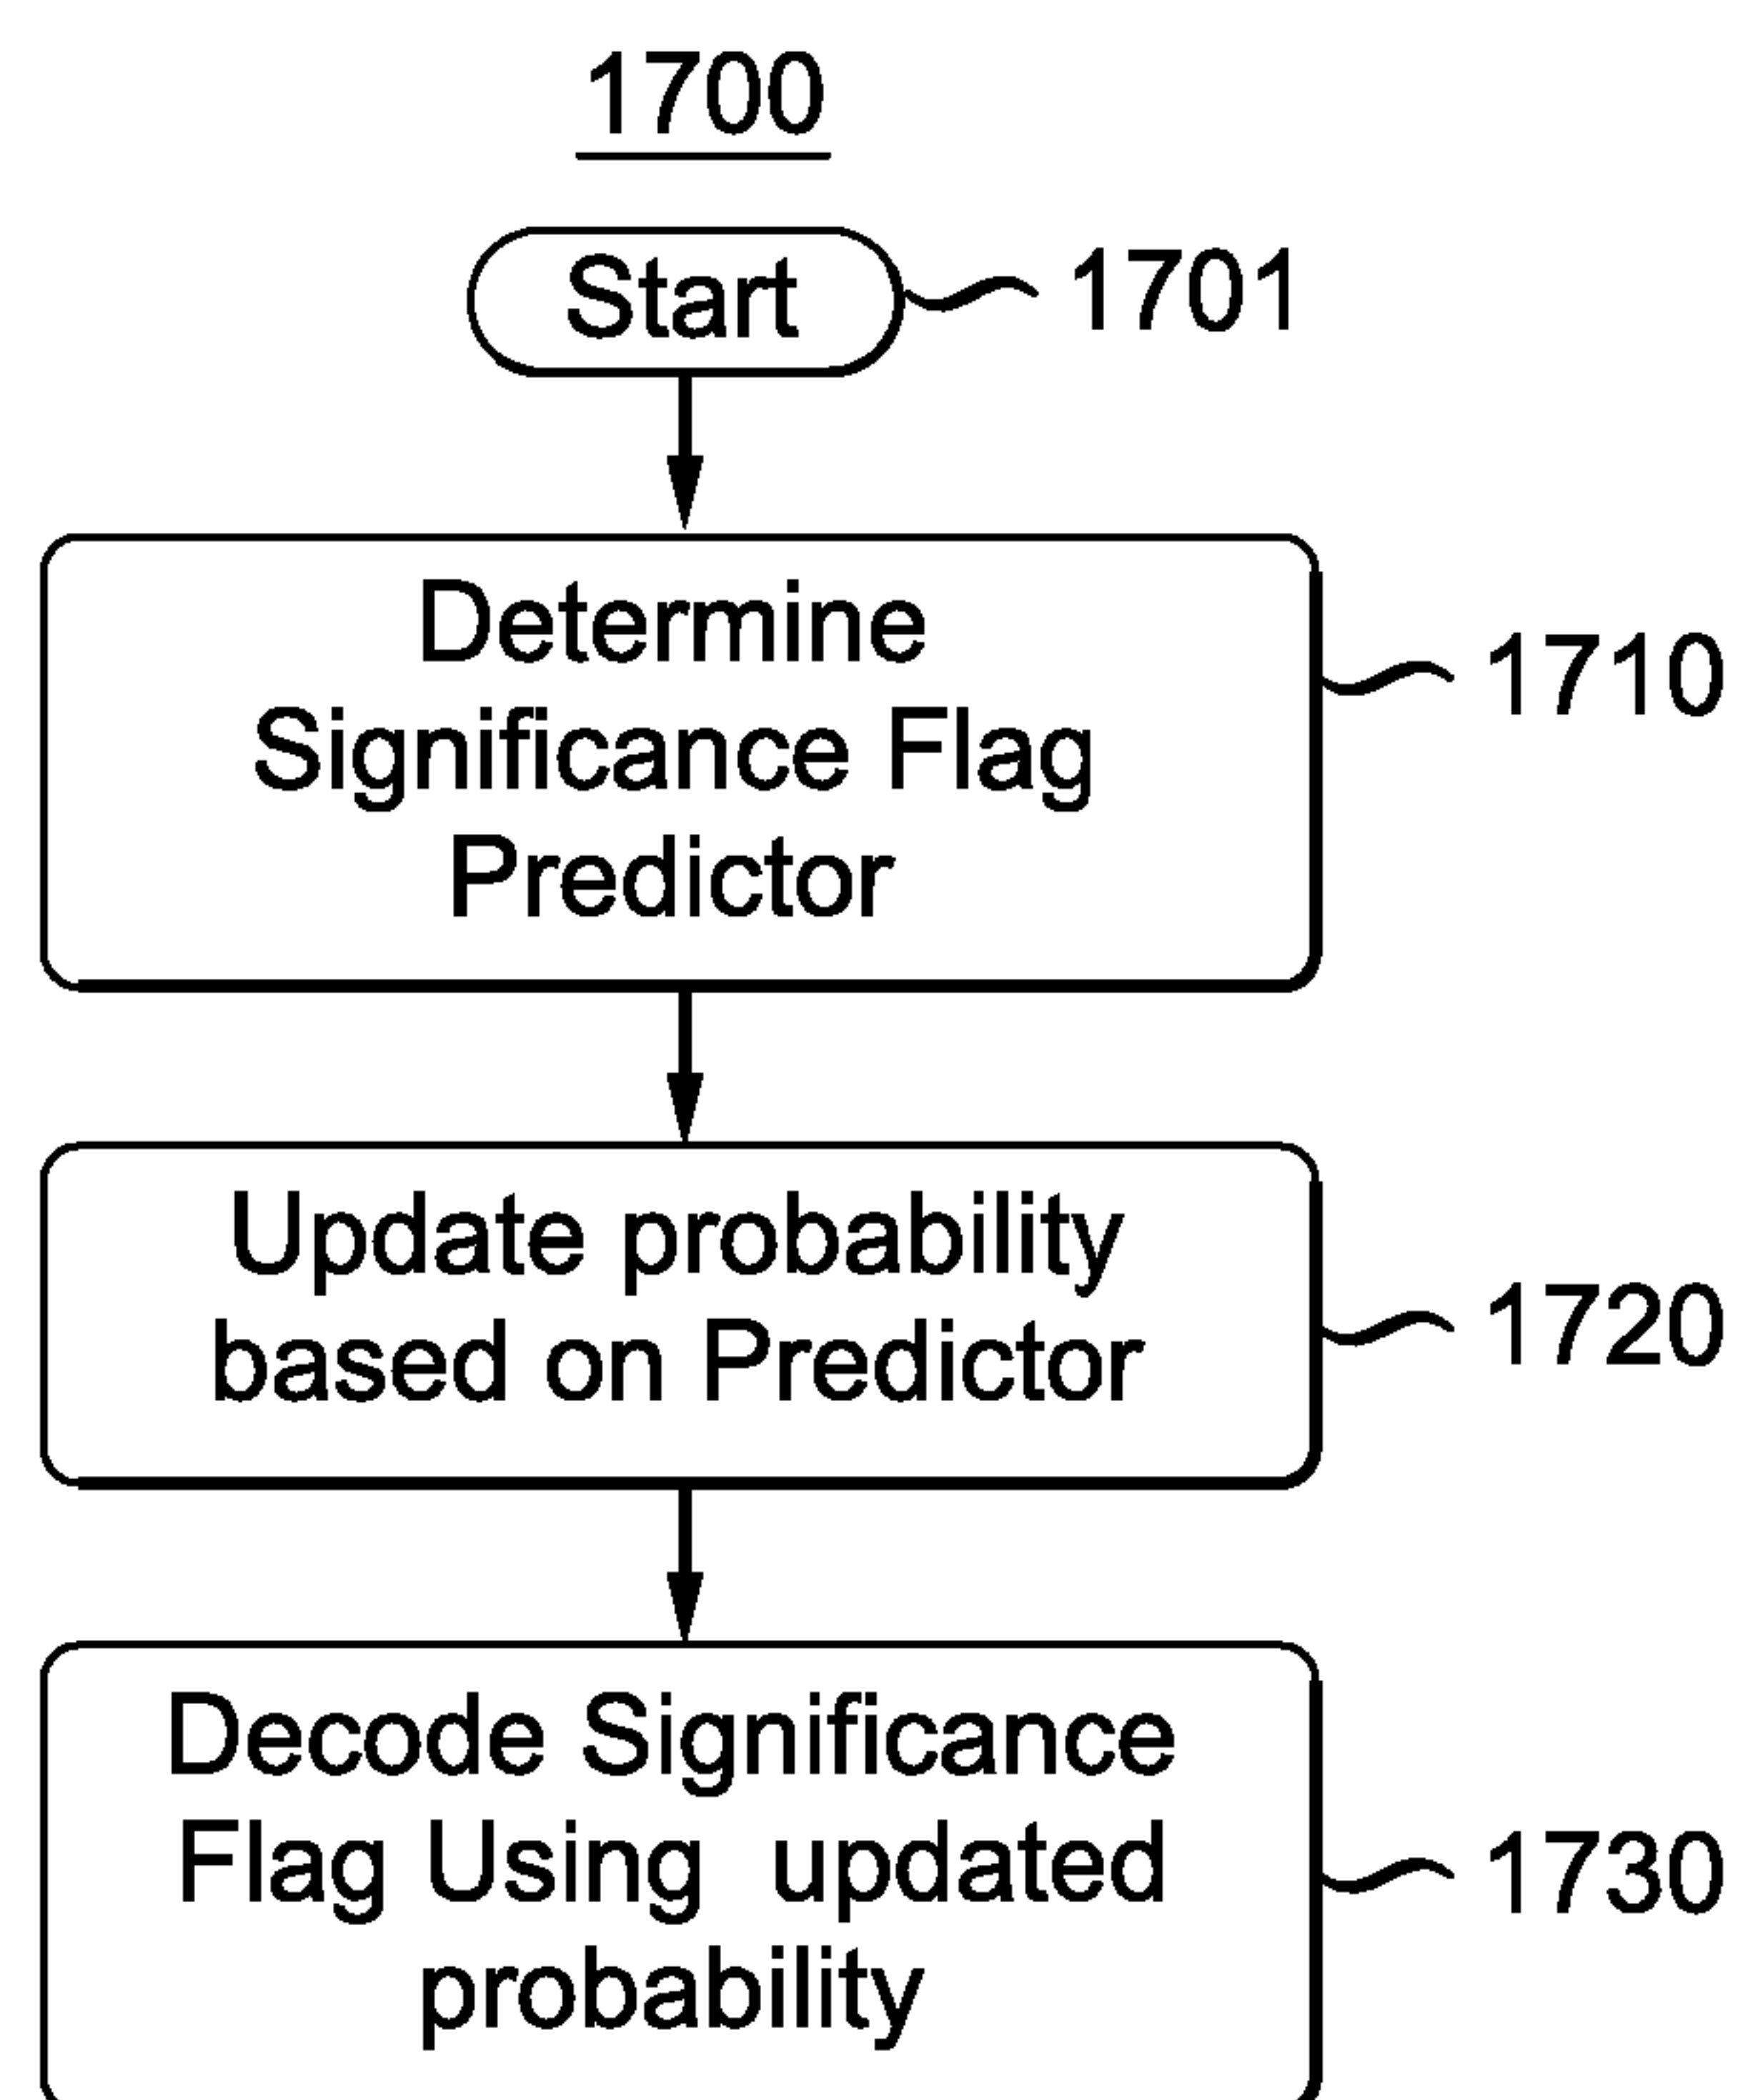 1700
Start
1701
Determine
Significance Flag
Predictor
1710
Update probability
based on Predictor
1720
Decode Significance
Flag Using updated
probability
1730